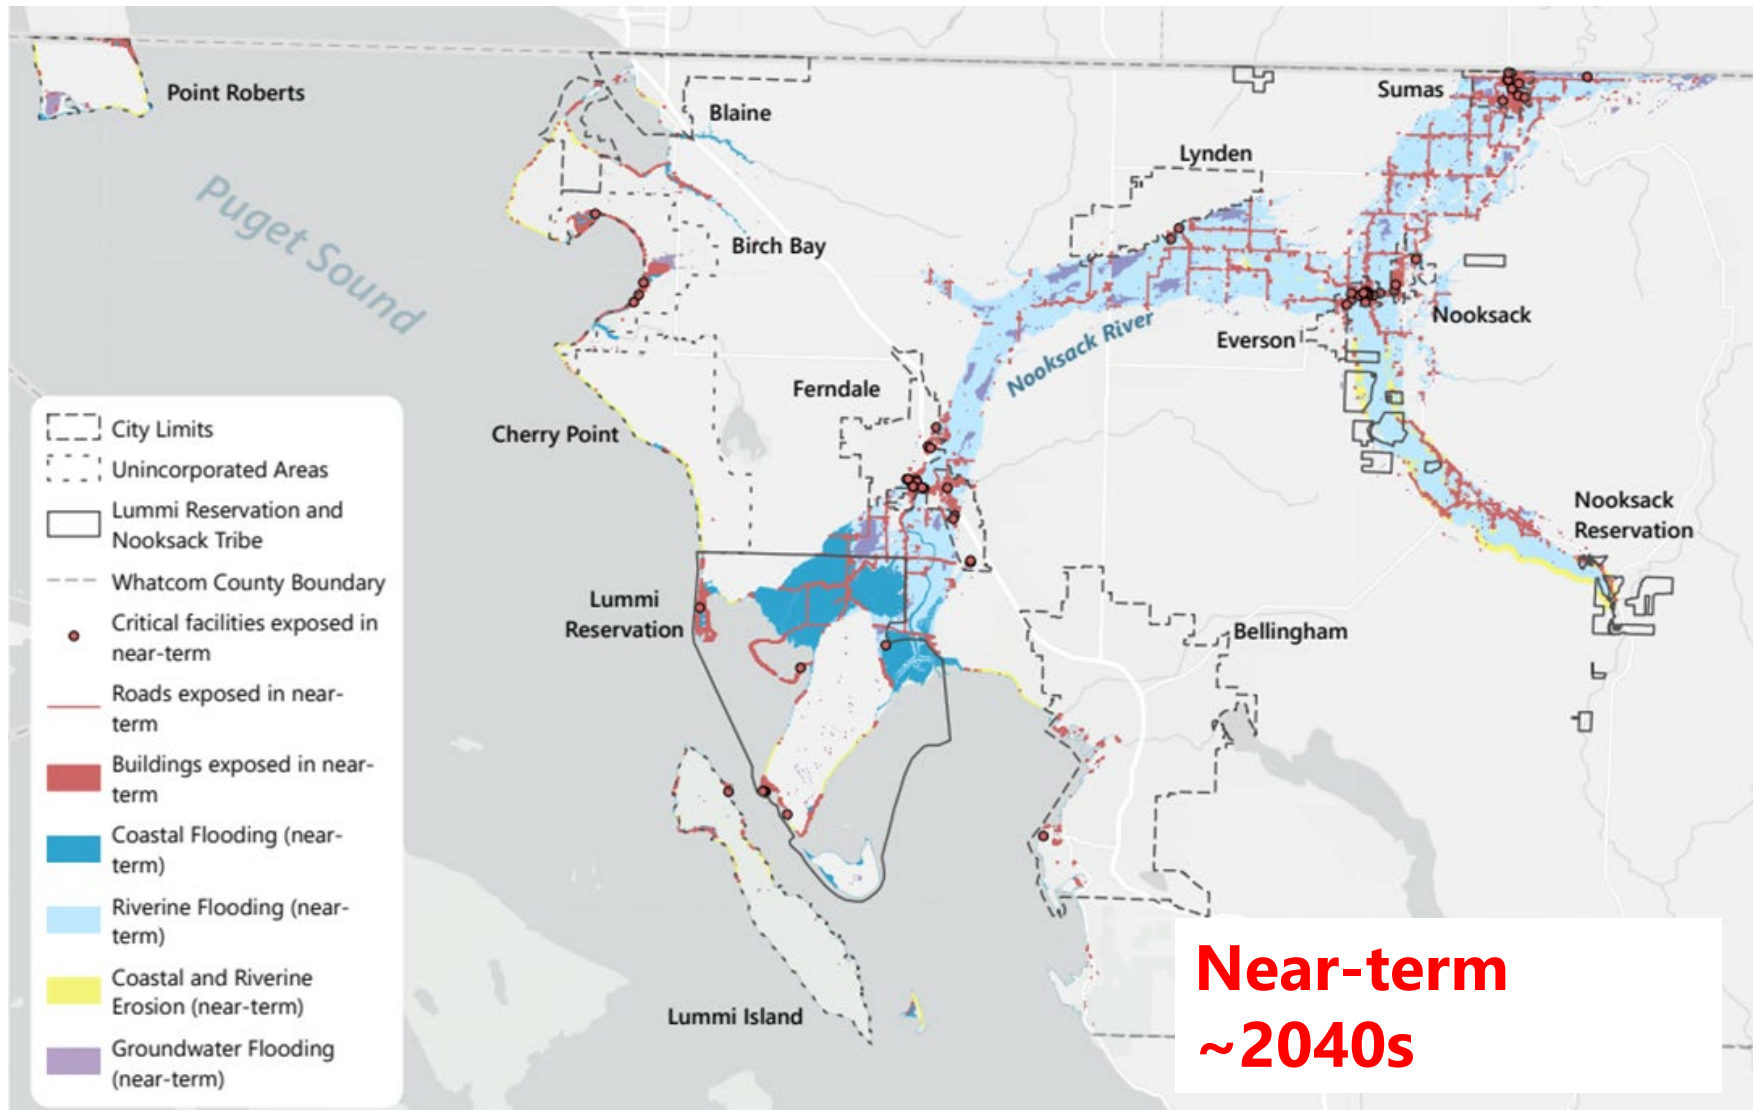 Point Roberts
Puget Sound
Blaine
Birch Bay
Sumas
Lynden
Nooksack River
Nooksack
Everson
Ferndale
Cherry Point
Nooksack
Reservation
Lummi
Reservation
Bellingham
Lummi Island
City Limits
Unincorporated Areas
Lummi Reservation and
Nooksack Tribe
Whatcom County Boundary
Critical facilities exposed in
near-term
Roads exposed in near-
term
Buildings exposed in near-
term
Coastal Flooding (near-
term)
Riverine Flooding (near-
term)
Coastal and Riverine
Erosion (near-term)
Groundwater Flooding
(near-term)
Near-term
~2040s